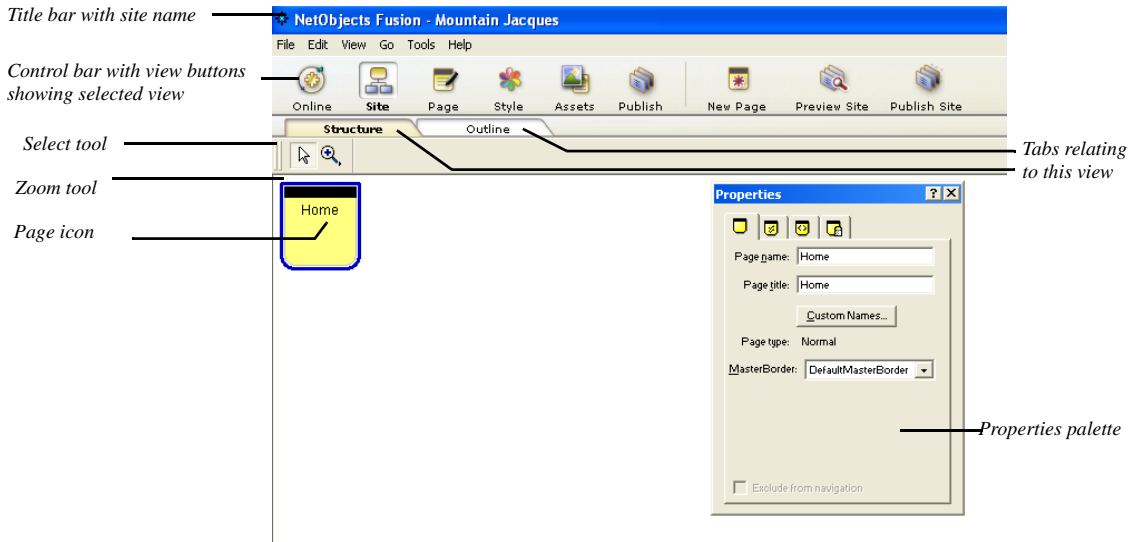 Title bar with site name
NetObjects Fusion - Mountain Jacques
File Edit View Go Tools Help
Control bar with view buttons
showing selected view
Online Site Page Style Assets Publish New Page Preview Site Publish Site
Structure Outline
Select tool
Tabs relating
to this view
Zoom tool
Page icon
Home
Properties
Page name: Home
Page title: Home
Custom Names...
Page type: Normal
MasterBorder: DefaultMasterBorder
Properties palette
Exclude from navigation